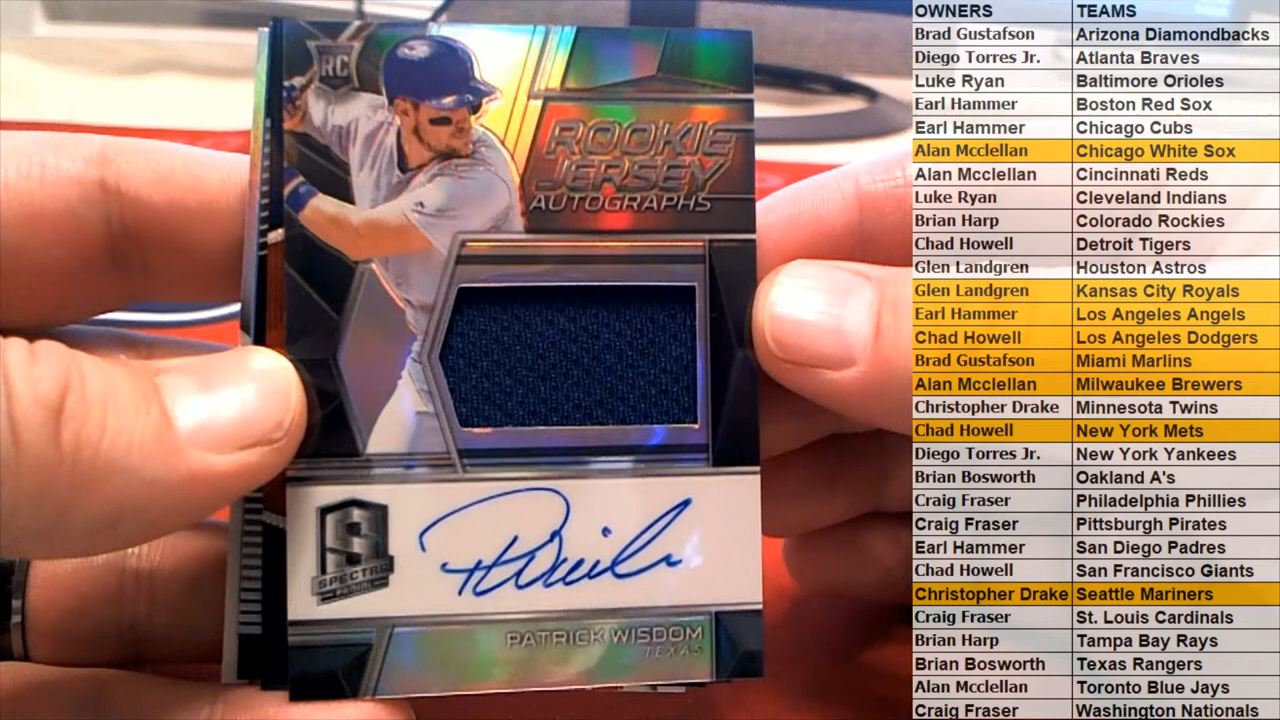 RC
ROOKIE
JERSEY
AUTOGRAPHS
S
SPECTRA
PANINI
PATRICK WISDOM
TEXAS
OWNERS TEAMS
Brad Gustafson Arizona Diamondbacks
Diego Torres Jr. Atlanta Braves
Luke Ryan Baltimore Orioles
Earl Hammer Boston Red Sox
Earl Hammer Chicago Cubs
Alan Mcclellan Chicago White Sox
Alan Mcclellan Cincinnati Reds
Luke Ryan Cleveland Indians
Brian Harp Colorado Rockies
Chad Howell Detroit Tigers
Glen Landgren Houston Astros
Glen Landgren Kansas City Royals
Earl Hammer Los Angeles Angels
Chad Howell Los Angeles Dodgers
Brad Gustafson Miami Marlins
Alan Mcclellan Milwaukee Brewers
Christopher Drake Minnesota Twins
Chad Howell New York Mets
Diego Torres Jr. New York Yankees
Brian Bosworth Oakland A's
Craig Fraser Philadelphia Phillies
Craig Fraser Pittsburgh Pirates
Earl Hammer San Diego Padres
Chad Howell San Francisco Giants
Christopher Drake Seattle Mariners
Craig Fraser St. Louis Cardinals
Brian Harp Tampa Bay Rays
Brian Bosworth Texas Rangers
Alan Mcclellan Toronto Blue Jays
Craig Fraser Washington Nationals